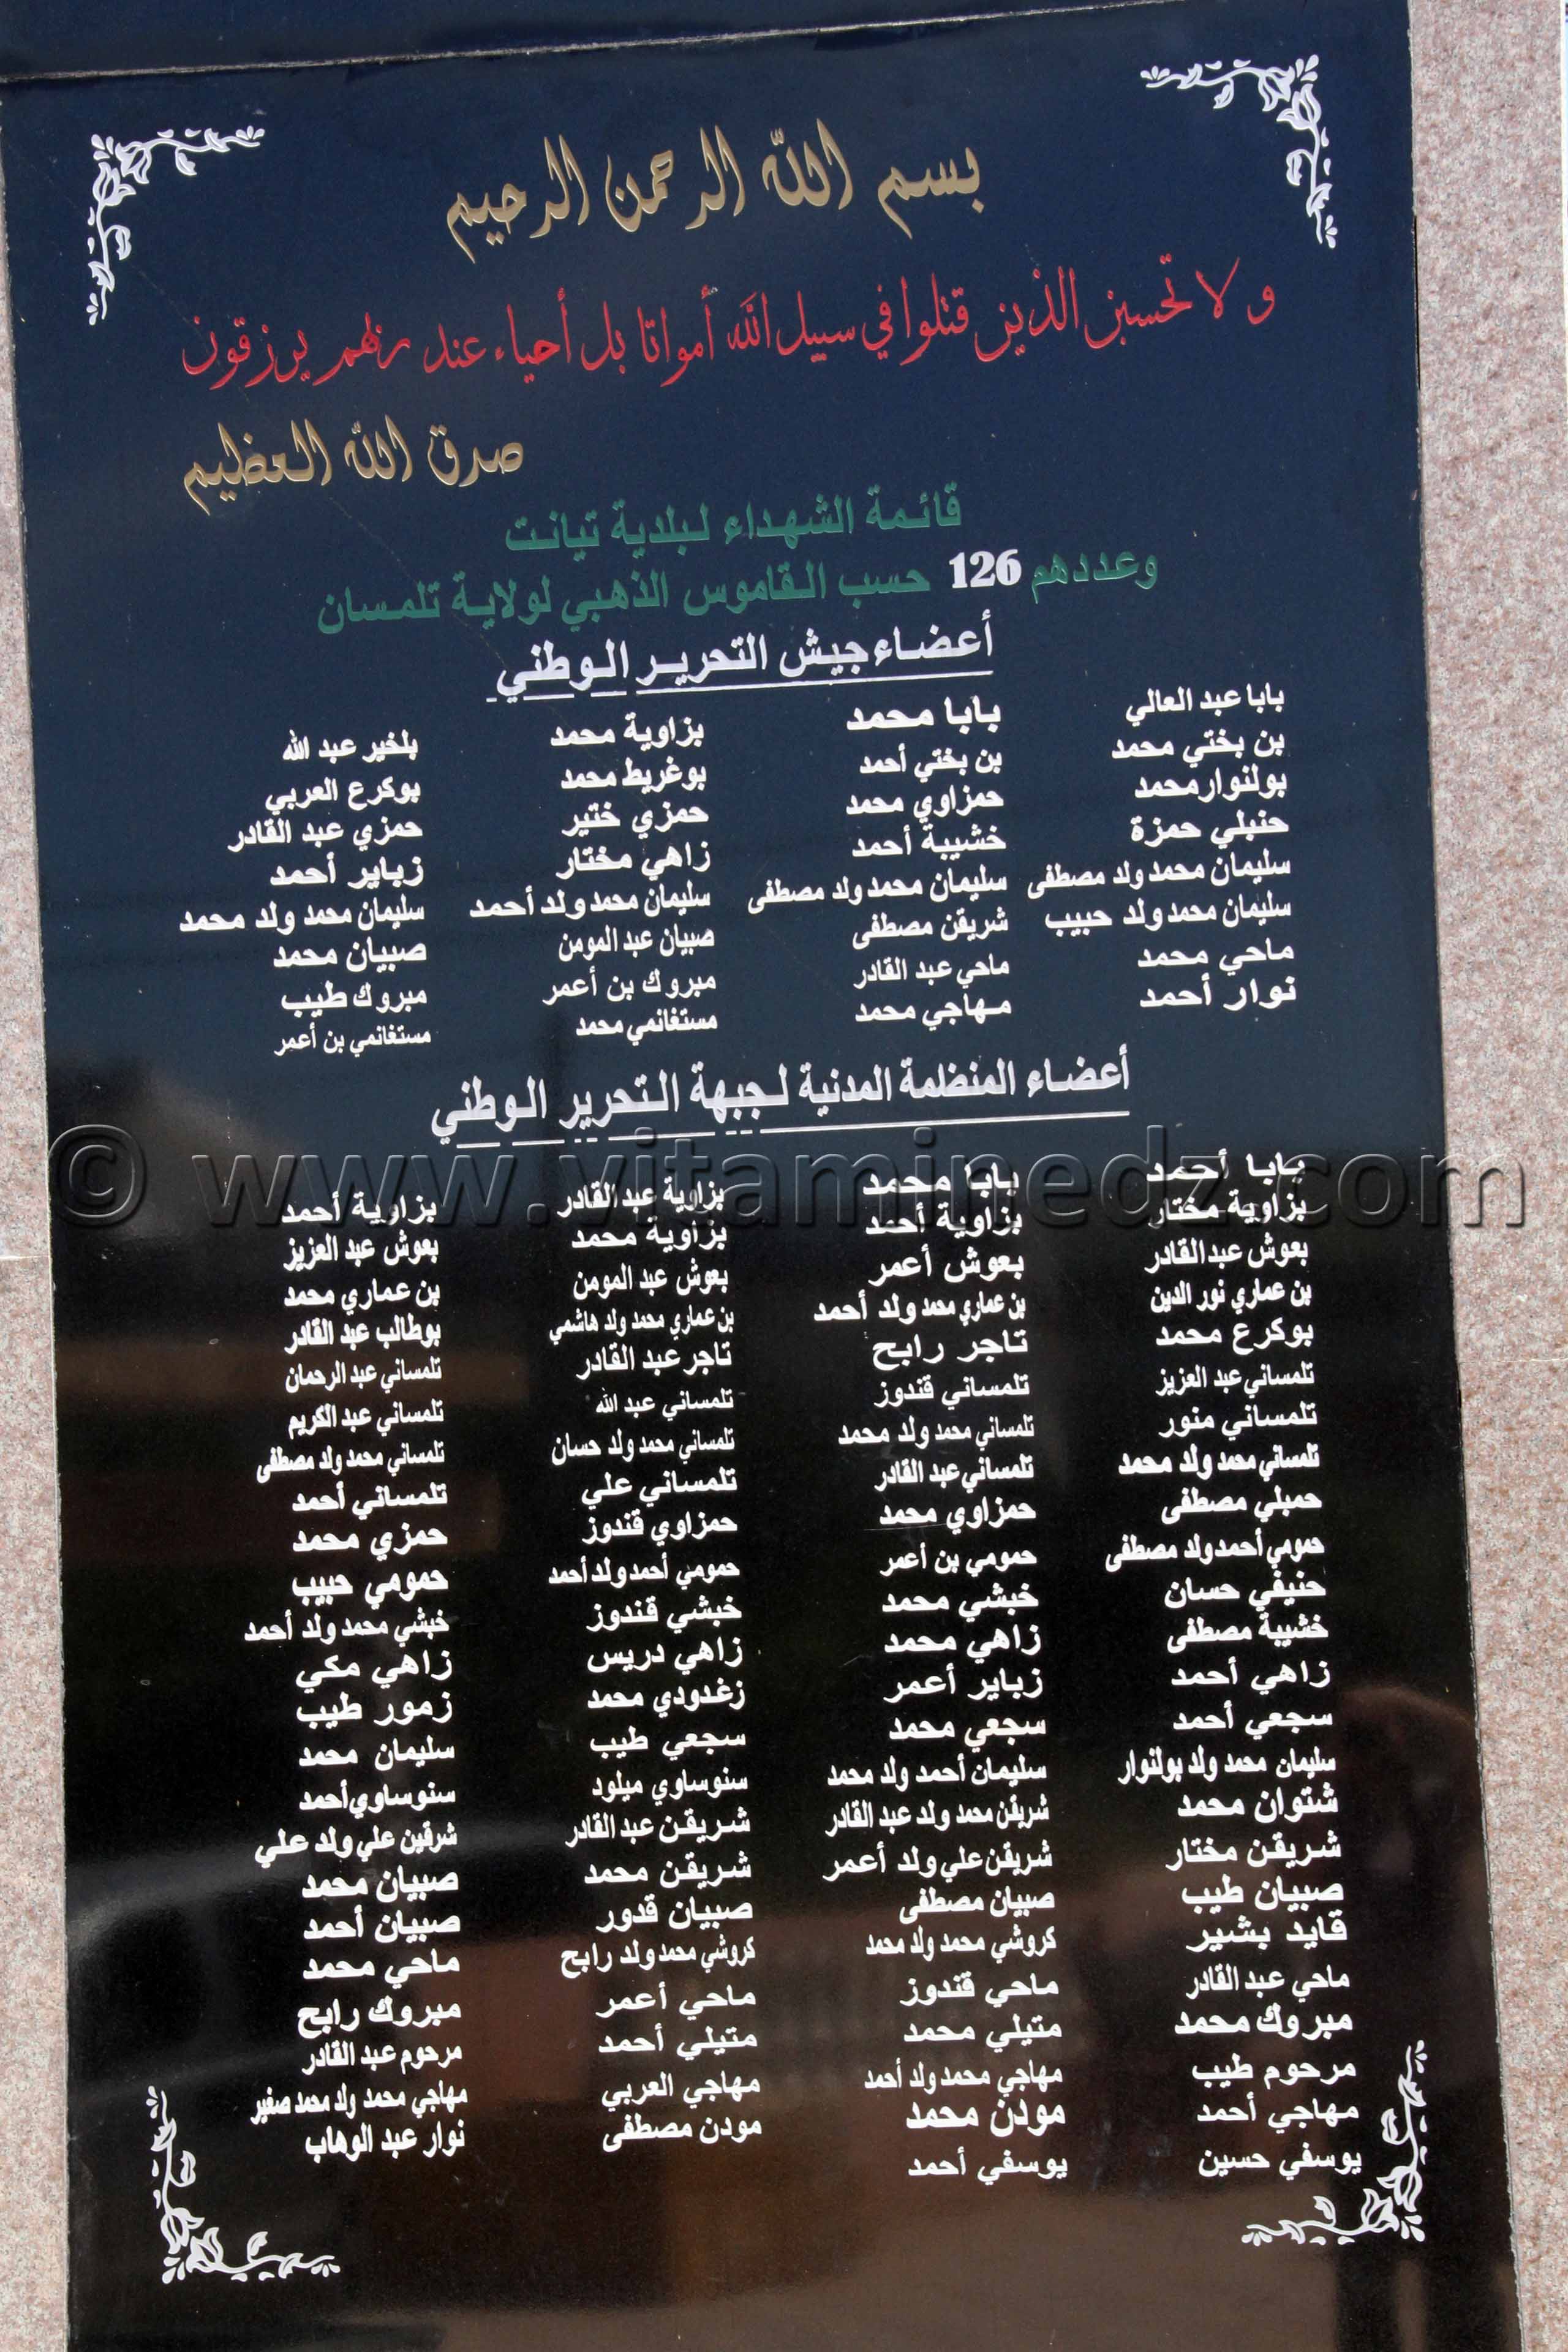 بسم الله الرحمن الرحيم
ولا تحسبن الذين قتلوا في سبيل الله أمواتا بل أحياء عند ربهم يرزقون
صدق الله العظيم
قائمة الشهداء لبلدية تيانت
وعددهم 126 حسب القاموس الذهبي لولاية تلمسان
أعضاء جيش التحرير الوطني
بابا عبد العالي بابا محمد بزاوية محمد بلخير عبد الله
بن بختي محمد بن بختي أحمد بوغريط محمد بوكرع العربي
بولنوار محمد حمزاوي محمد حمزي ختير حمزي عبد القادر
حنبلي حمزة خشيبة أحمد زاهي مختار زباير أحمد
سليمان محمد ولد مصطفى سليمان محمد ولد مصطفى سليمان محمد ولد أحمد سليمان محمد ولد محمد
سليمان محمد ولد حبيب شريقن مصطفى صبيان عبد المومن صبيان محمد
ماحي محمد ماحي عبد القادر مبروك بن أعمر مبروك طيب
نوار أحمد مهاجي محمد مستغانمي محمد مستغانمي بن أعمر
أعضاء المنظمة المدنية لجبهة التحرير الوطني
بابا أحمد بابا محمد بزاوية عبد القادر بزاوية أحمد
بزاوية مختار بزاوية أحمد بزاوية محمد بعوش عبد العزيز
بعوش عبد القادر بعوش أعمر بعوش عبد المومن بن عماري محمد
بن عماري نور الدين بن عماري محمد ولد أحمد بن عماري محمد ولد هاشمي بوطالب عبد القادر
بوكرع محمد تاجر رابح تاجر عبد القادر تلمساني عبد الرحمان
تلمساني عبد العزيز تلمساني قندوز تلمساني عبد الله تلمساني عبد الكريم
تلمساني منور تلمساني محمد ولد محمد تلمساني محمد ولد حسان تلمساني محمد ولد مصطفى
تلمساني محمد ولد محمد تلمساني عبد القادر تلمساني علي تلمساني أحمد
حمبلي مصطفى حمزاوي محمد حمزاوي قندوز حمزي محمد
حمومي أحمد ولد مصطفى حمومي بن أعمر حمومي أحمد ولد أحمد حمومي حبيب
حنيفي حسان خبشي محمد خبشي قندوز خبشي محمد ولد أحمد
خشيبة مصطفى زاهي محمد زاهي دريس زاهي مكي
زاهي أحمد زباير أعمر زغدودي محمد زمور طيب
سجعي أحمد سجعي محمد سجعي طيب سليمان محمد
سليمان محمد ولد بولنوار سليمان أحمد ولد محمد سنوساوي ميلود سنوساوي أحمد
شتوان محمد شريقن محمد ولد عبد القادر شريقن عبد القادر شرقين علي ولد علي
شريقن مختار شريقن علي ولد أعمر شريقن محمد صبيان محمد
صبيان طيب صبيان مصطفى صبيان قدور صبيان أحمد
قايد بشير كروشي محمد ولد محمد كروشي محمد ولد رابح ماحي محمد
ماحي عبد القادر ماحي قندوز ماحي أعمر مبروك رابح
مبروك محمد متيلي محمد متيلي أحمد مرحوم عبد القادر
مرحوم طيب مهاجي محمد ولد أحمد مهاجي العربي مهاجي محمد ولد محمد صغير
مهاجي أحمد مودن محمد مودن مصطفى نوار عبد الوهاب
يوسفي حسين يوسفي أحمد
© www.vitaminedz.com